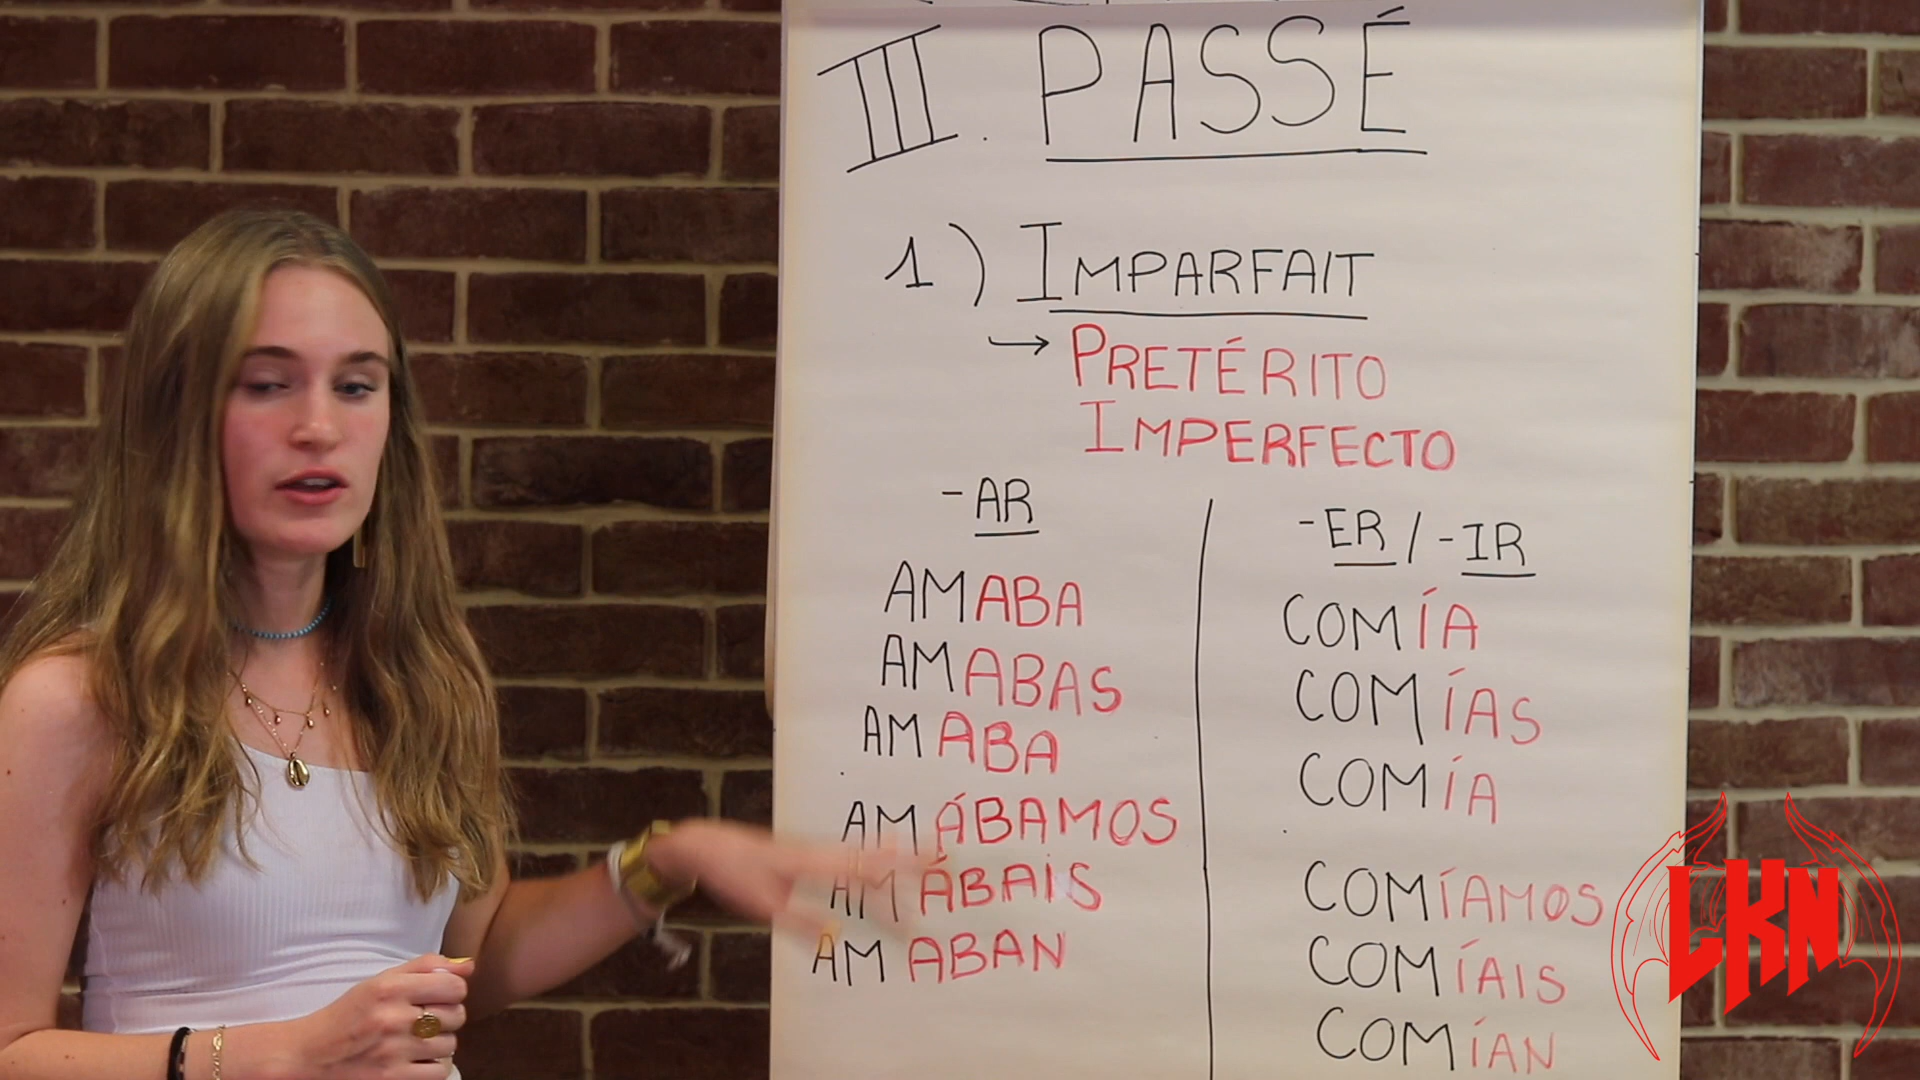 III. PASSÉ
1) IMPARFAIT
→ PRETÉRITO
IMPERFECTO
-AR
AMABA
AMABAS
AMABA
AMÁBAMOS
AMÁBAIS
AMABAN
-ER / -IR
COMÍA
COMÍAS
COMÍA
COMÍAMOS
COMÍAIS
COMÍAN
LKN